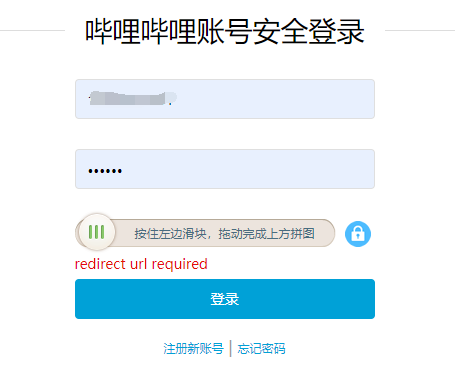 哔哩哔哩账号安全登录
••••••
按住左边滑块，拖动完成上方拼图
redirect url required
登录
注册新账号 | 忘记密码